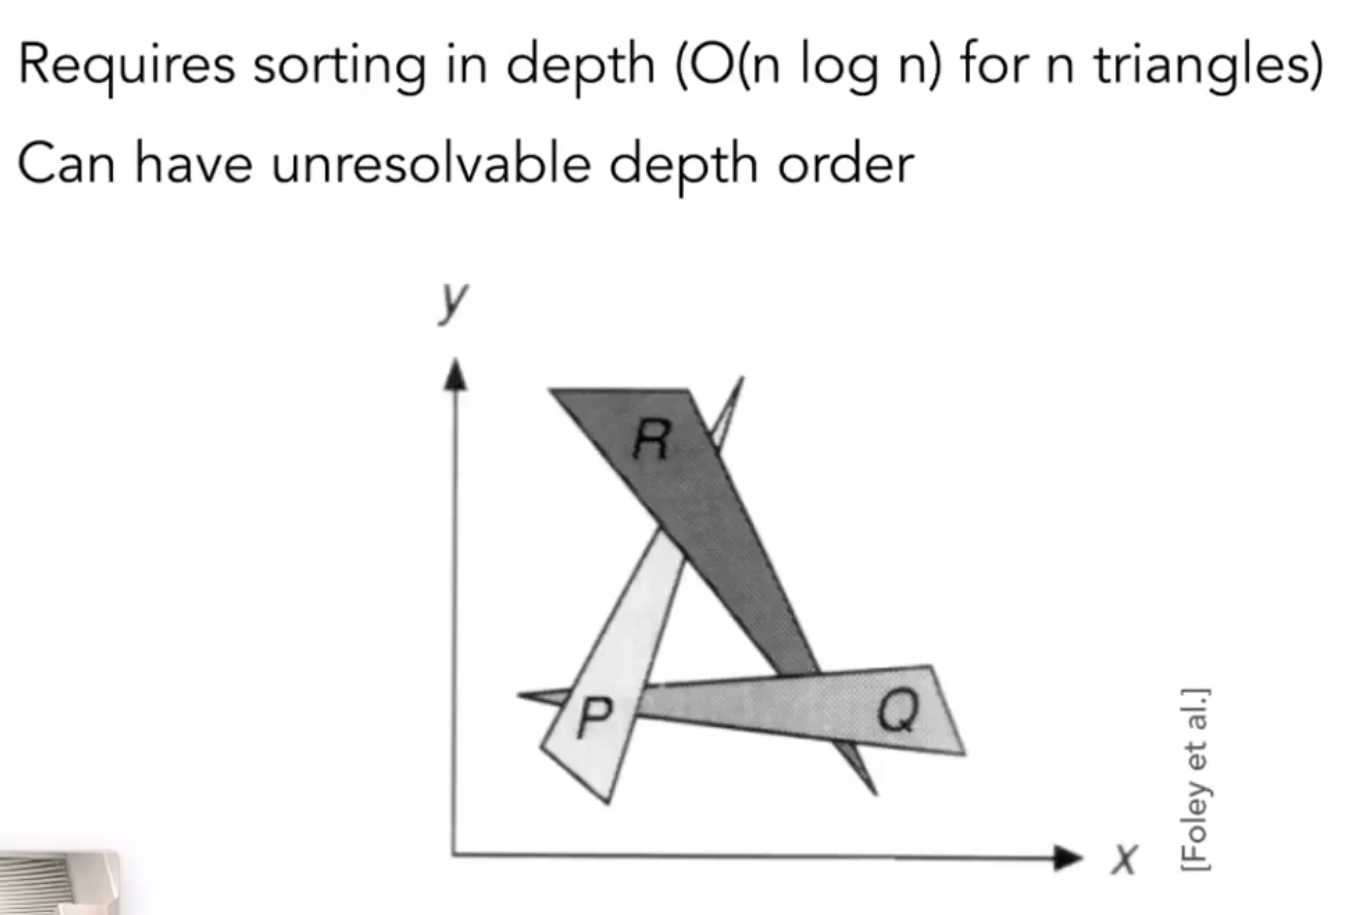 Requires sorting in depth (O(n log n) for n triangles)
Can have unresolvable depth order
y
R
P
Q
x
[Foley et al.]